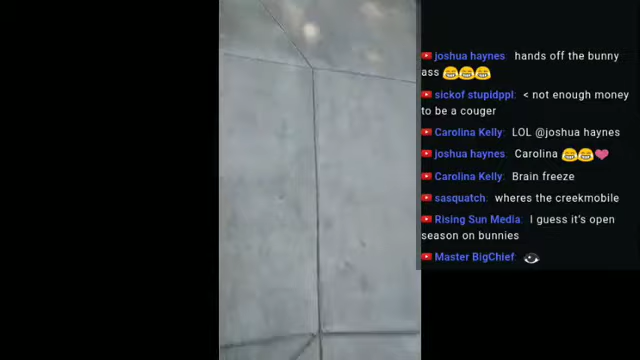 joshua haynes hands off the bunny
ass 😂😂😂
sickof stupidppl: < not enough money
to be a couger
Carolina Kelly: LOL @joshua haynes
joshua haynes: Carolina 😂😂💓
Carolina Kelly: Brain freeze
sasquatch: wheres the creekmobile
Rising Sun Media: I guess it's open
season on bunnies
Master BigChief: 👁